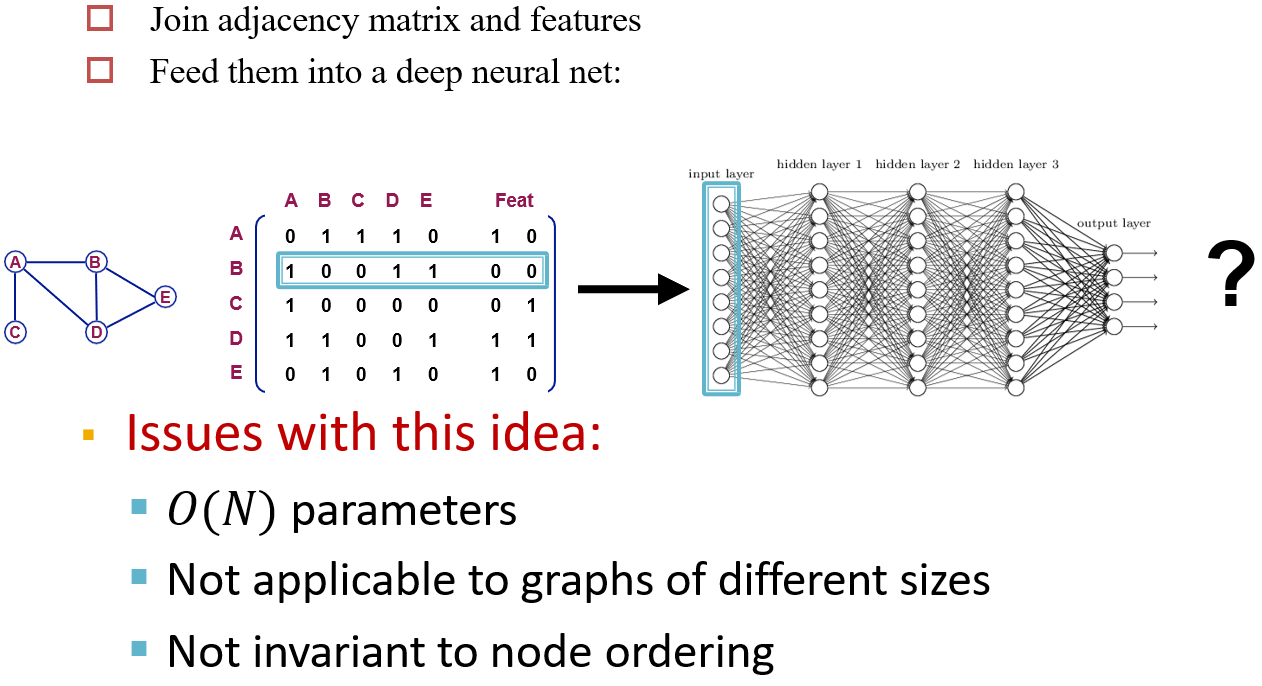 Join adjacency matrix and features
Feed them into a deep neural net:
hidden layer 1 hidden layer 2 hidden layer 3
input layer
output layer
A B C D E Feat
A 0 1 1 1 0 1 0
B 1 0 0 1 1 0 0
C 1 0 0 0 0 0 1
D 1 1 0 0 1 1 1
E 0 1 0 1 0 1 0
A B
E
C D
?
Issues with this idea:
O(N) parameters
Not applicable to graphs of different sizes
Not invariant to node ordering